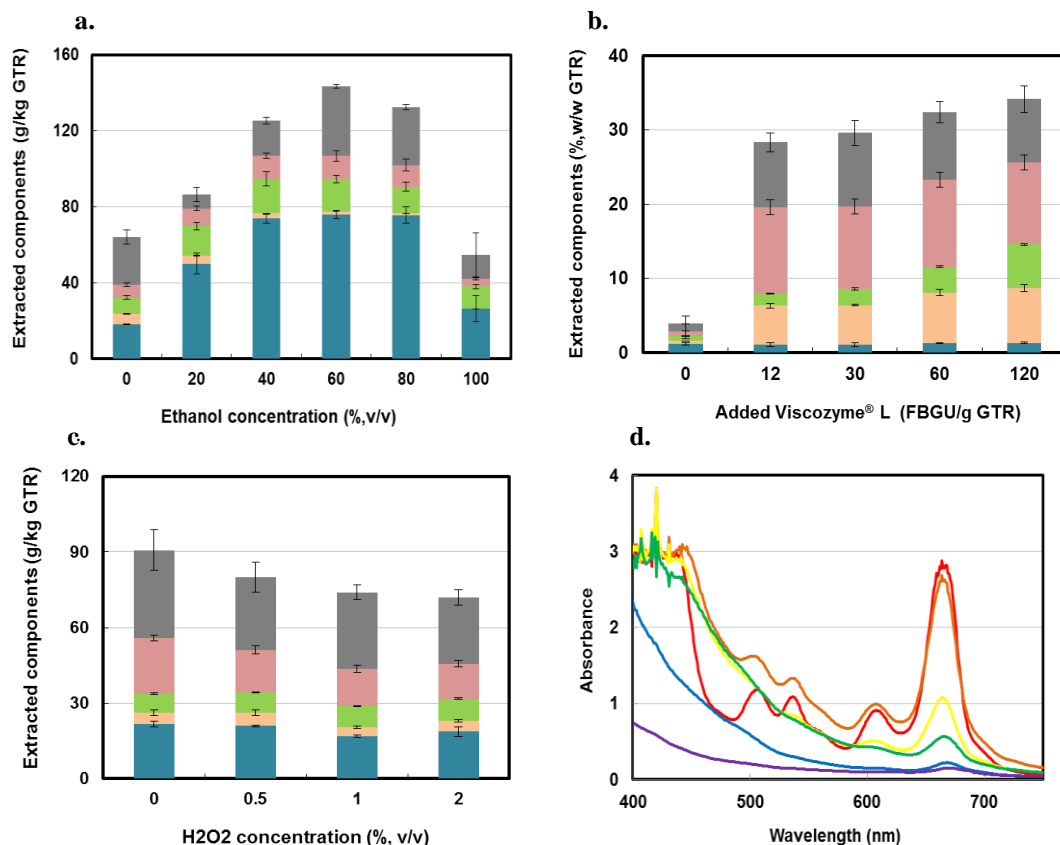 a.
Extracted components (g/kg GTR)
160
120
80
40
0
0 20 40 60 80 100
Ethanol concentration (%,v/v)
b.
Extracted components (%,w/w GTR)
40
30
20
10
0
0 12 30 60 120
Added Viscozyme® L (FBGU/g GTR)
c.
Extracted components (g/kg GTR)
120
90
60
30
0
0 0.5 1 2
H2O2 concentration (%, v/v)
d.
Absorbance
4
3
2
1
0
400 500 600 700
Wavelength (nm)